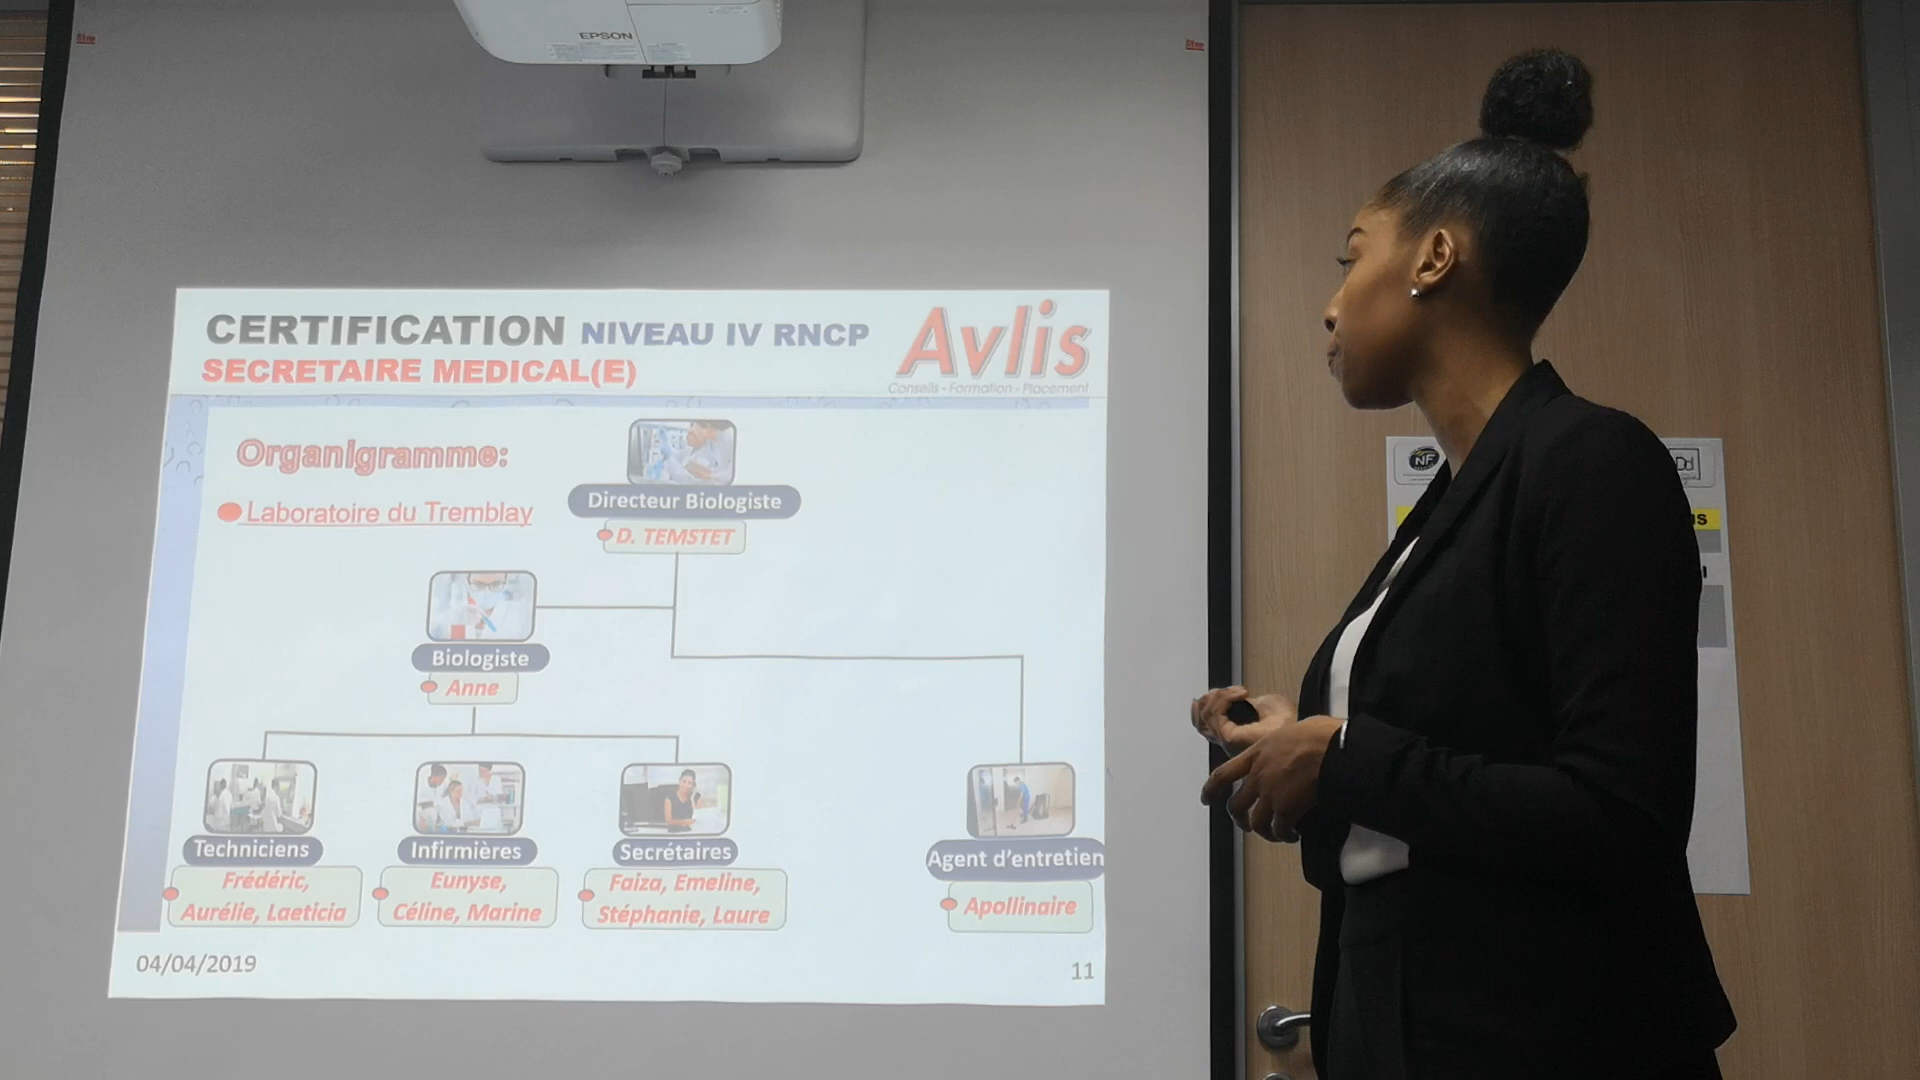 EPSON
CERTIFICATION NIVEAU IV RNCP
SECRETAIRE MEDICAL(E)
Avlis
Conseils - Formation - Placement
Organigramme:
Laboratoire du Tremblay
Directeur Biologiste
D. TEMSTET
Biologiste
Anne
Techniciens
Frédéric,
Aurélie, Laeticia
Infirmières
Eunyse,
Céline, Marine
Secrétaires
Faiza, Emeline,
Stéphanie, Laure
Agent d'entretien
Apollinaire
04/04/2019
11
NF